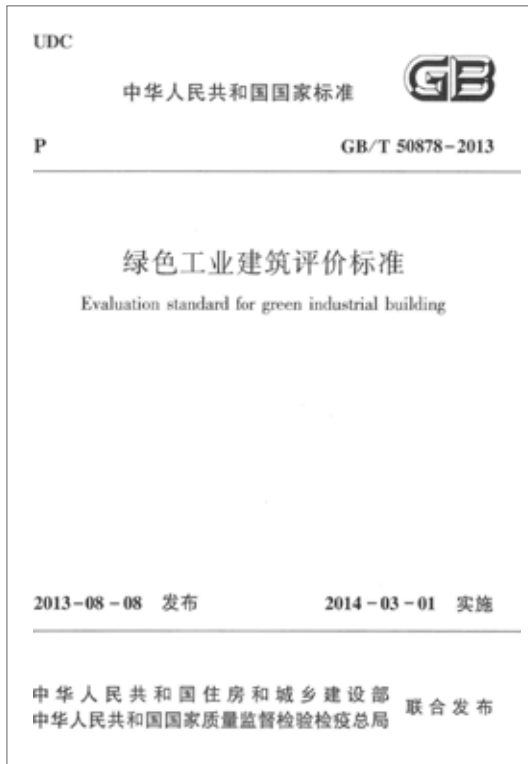 UDC
中华人民共和国国家标准
GB
P
GB/T 50878-2013
绿色工业建筑评价标准
Evaluation standard for green industrial building
2013-08-08 发布
2014-03-01 实施
中华人民共和国住房和城乡建设部
中华人民共和国国家质量监督检验检疫总局
联合发布